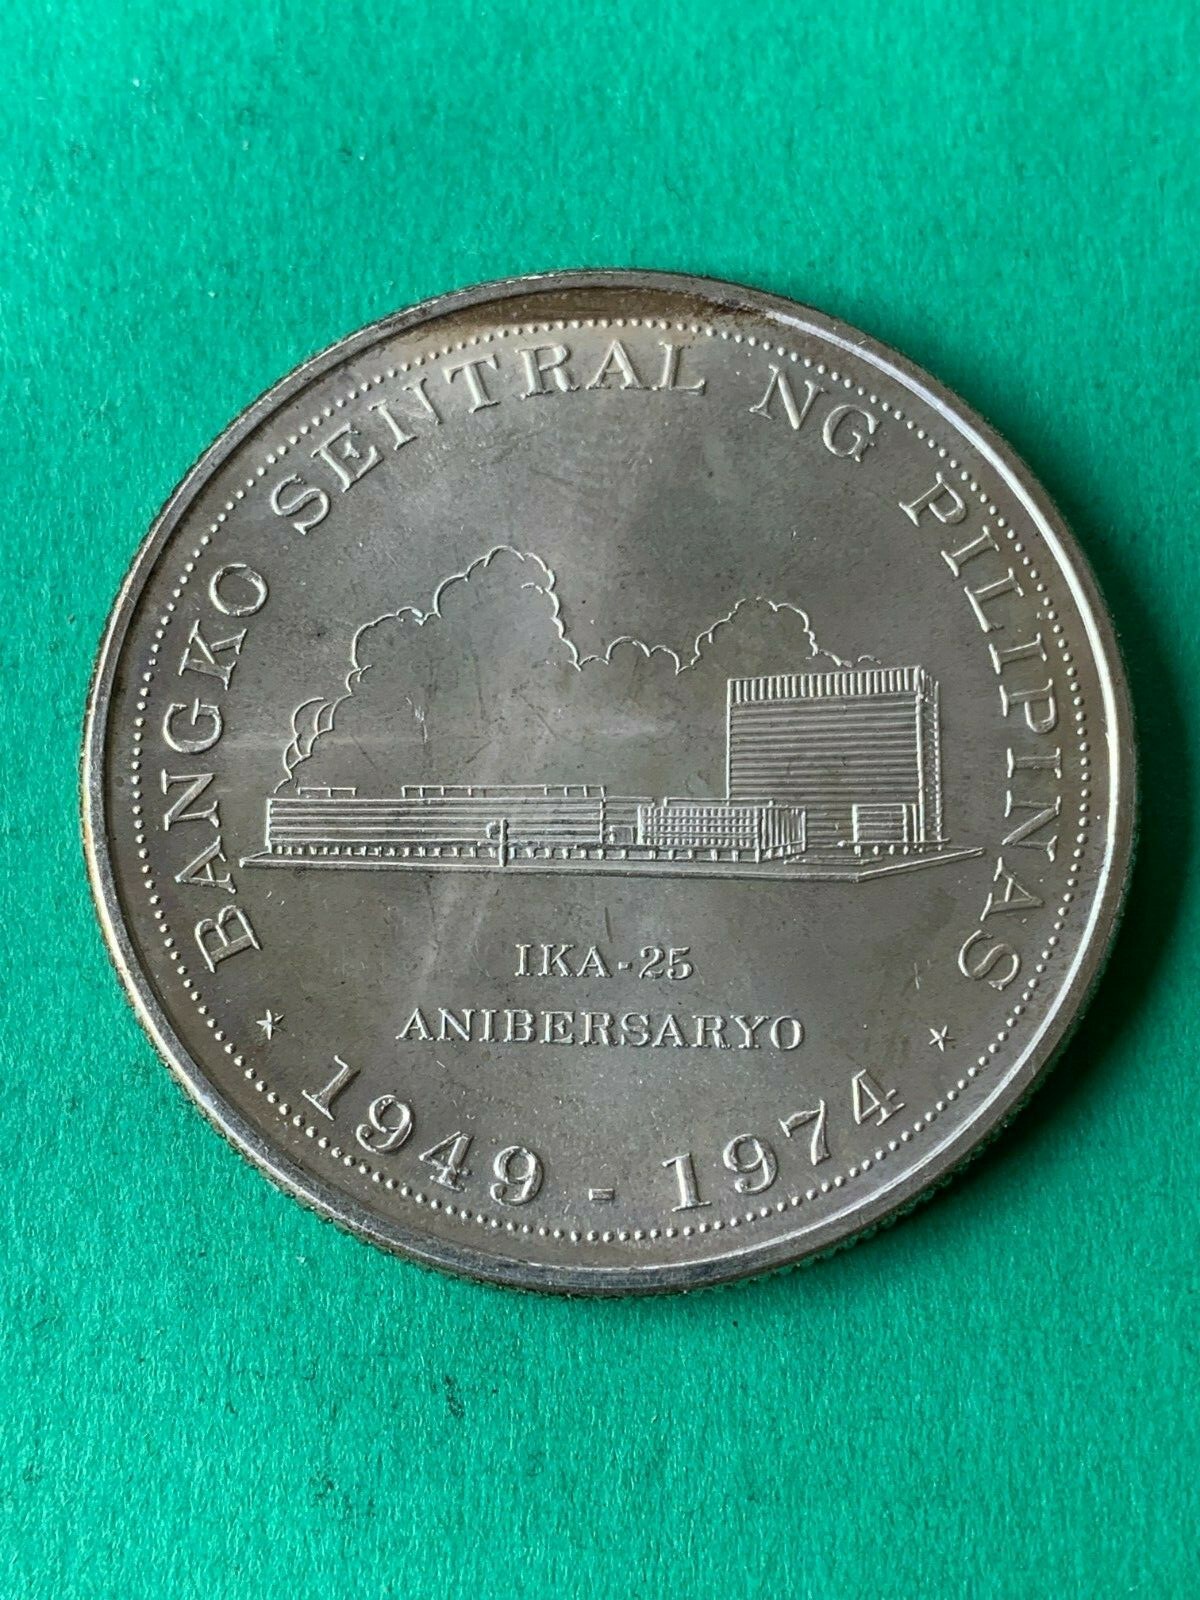 BANGKO SENTRAL NG PILIPINAS
IKA-25
ANIBERSARYO
1949 - 1974